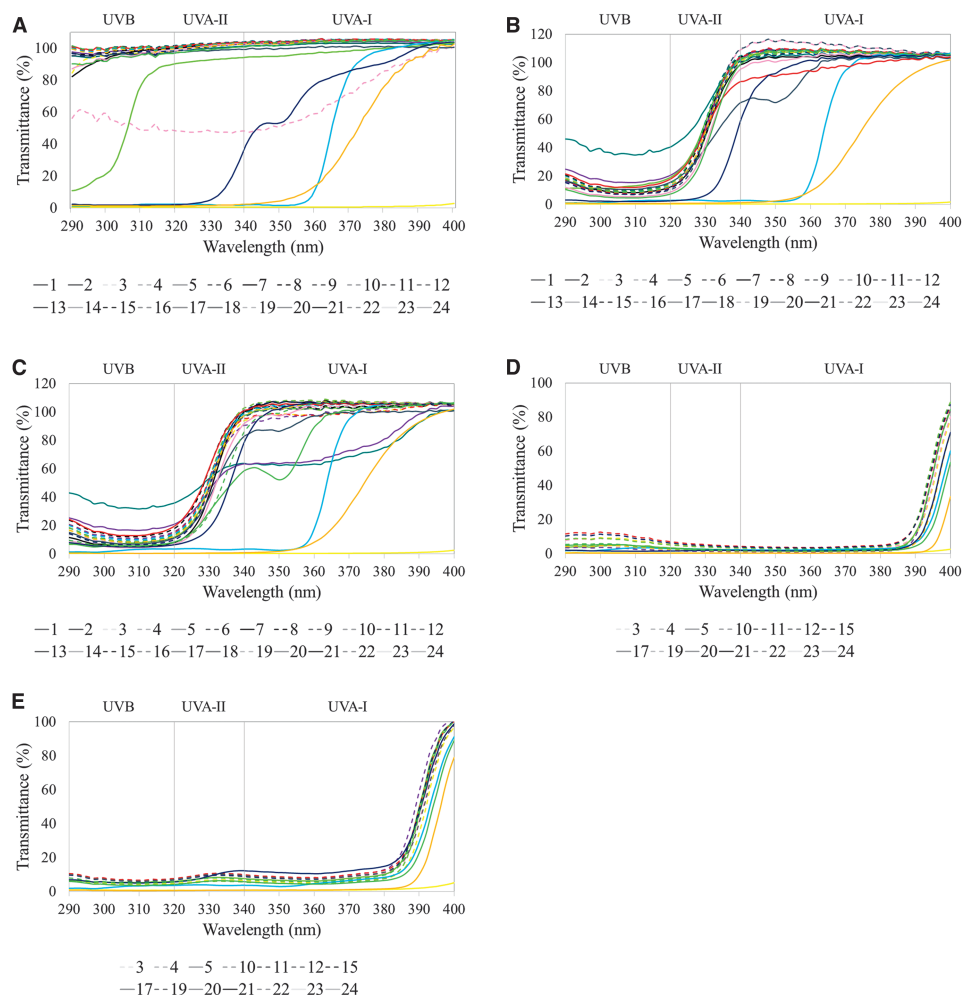 A
UVB UVA-II UVA-I
Transmittance (%)
100
80
60
40
20
0
290 300 310 320 330 340 350 360 370 380 390 400
Wavelength (nm)
1 2 3 4 5 6 7 8 9 10 11 12
13 14 15 16 17 18 19 20 21 22 23 24
B
UVB UVA-II UVA-I
Transmittance (%)
120
100
80
60
40
20
0
290 300 310 320 330 340 350 360 370 380 390 400
Wavelength (nm)
1 2 3 4 5 6 7 8 9 10 11 12
13 14 15 16 17 18 19 20 21 22 23 24
C
UVB UVA-II UVA-I
Transmittance (%)
120
100
80
60
40
20
0
290 300 310 320 330 340 350 360 370 380 390 400
Wavelength (nm)
1 2 3 4 5 6 7 8 9 10 11 12
13 14 15 16 17 18 19 20 21 22 23 24
D
UVB UVA-II UVA-I
Transmittance (%)
100
80
60
40
20
0
290 300 310 320 330 340 350 360 370 380 390 400
Wavelength (nm)
3 4 5 10 11 12 15
17 19 20 21 22 23 24
E
UVB UVA-II UVA-I
Transmittance (%)
100
80
60
40
20
0
290 300 310 320 330 340 350 360 370 380 390 400
Wavelength (nm)
3 4 5 10 11 12 15
17 19 20 21 22 23 24